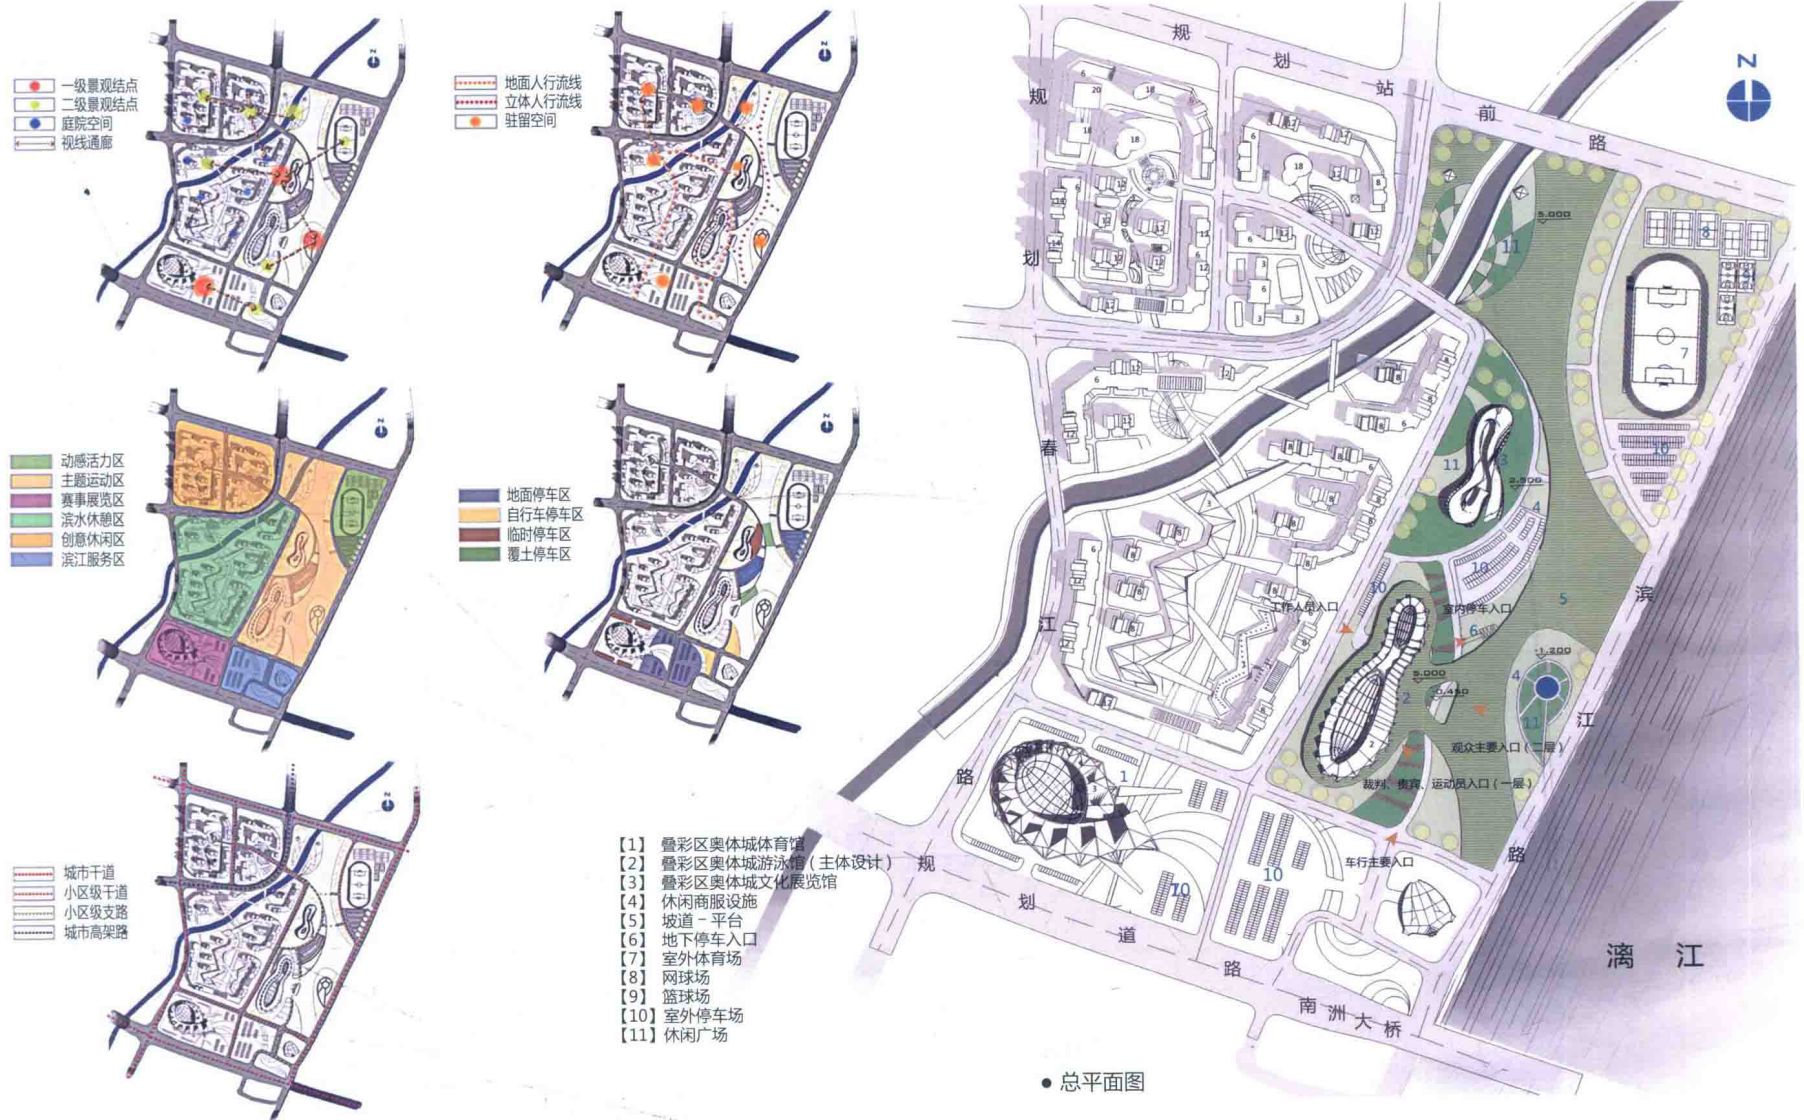 一级景观结点
二级景观结点
庭院空间
视线通廊
地面人行流线
立体人行流线
驻留空间
动感活力区
主题运动区
赛事展览区
滨水休憩区
创意休闲区
滨江服务区
地面停车区
自行车停车区
临时停车区
覆土停车区
城市干道
小区级干道
小区级支路
城市高架路
【1】 叠彩区奥体城体育馆
【2】 叠彩区奥体城游泳馆（主体设计）
【3】 叠彩区奥体城文化展览馆
【4】 休闲商服设施
【5】 坡道－平台
【6】 地下停车入口
【7】 室外体育场
【8】 网球场
【9】 篮球场
【10】 室外停车场
【11】 休闲广场
规划站前路
规划春江路
规划道路
滨江路
南洲大桥
漓 江
N
工作人员入口
室内停车入口
观众主要入口（二层）
裁判、贵宾、运动员入口（一层）
车行主要入口
5.000
2.500
-1.200
5.000
-0.450
● 总平面图